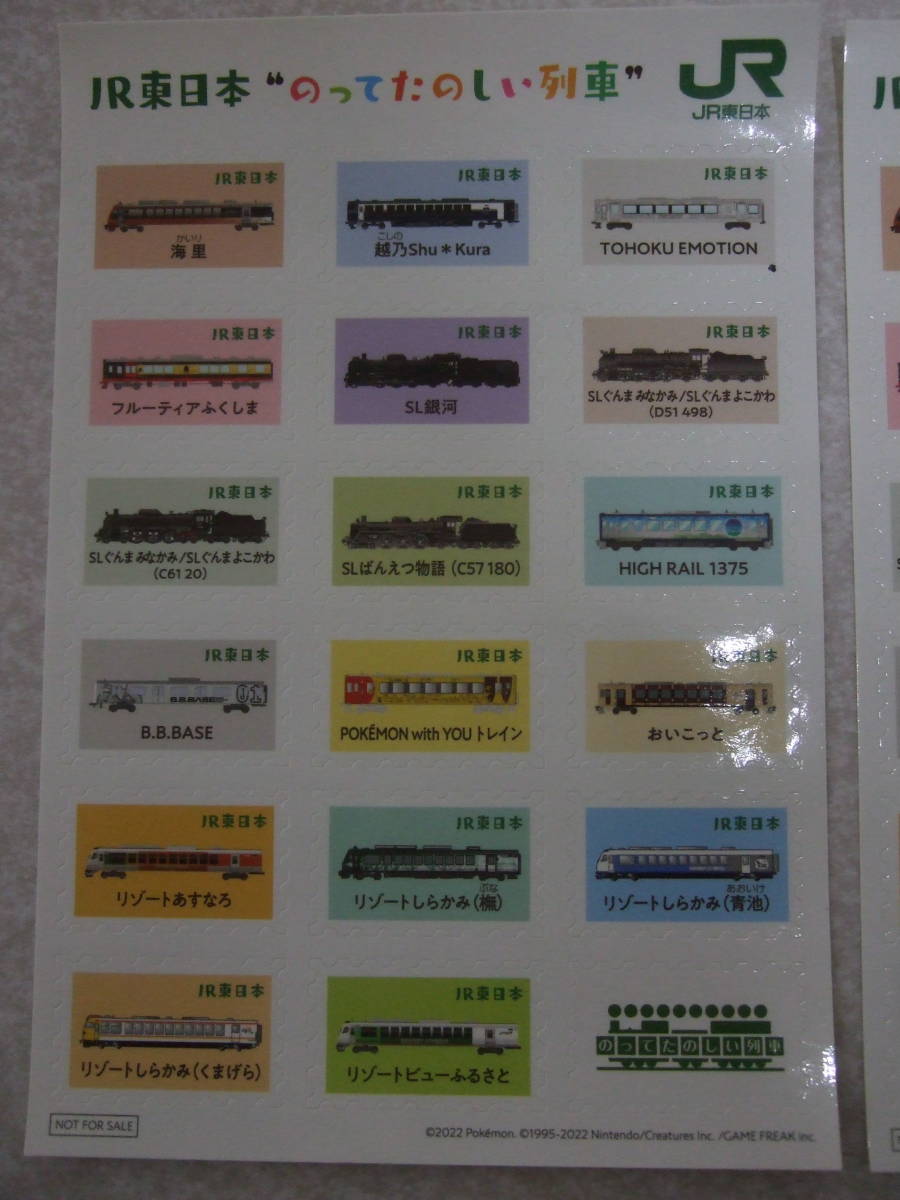 JR東日本 “のってたのしい列車”
JR
JR東日本
JR東日本
かいり
海里
JR東日本
こしの
越乃Shu＊Kura
JR東日本
TOHOKU EMOTION
JR東日本
フルーティアふくしま
JR東日本
SL銀河
JR東日本
SLぐんま みなかみ/SLぐんま よこかわ
(D51 498)
JR東日本
SLぐんま みなかみ/SLぐんま よこかわ
(C61 20)
JR東日本
SLばんえつ物語 (C57 180)
JR東日本
HIGH RAIL 1375
JR東日本
B.B.BASE
01
B.B.BASE
JR東日本
POKÉMON with YOU トレイン
JR東日本
おいこっと
JR東日本
リゾートあすなろ
JR東日本
ぶな
リゾートしらかみ(橅)
JR東日本
あおいけ
リゾートしらかみ(青池)
JR東日本
リゾートしらかみ(くまげら)
JR東日本
リゾートビューふるさと
のってたのしい列車
NOT FOR SALE
©2022 Pokémon. ©1995-2022 Nintendo/Creatures Inc. /GAME FREAK inc.